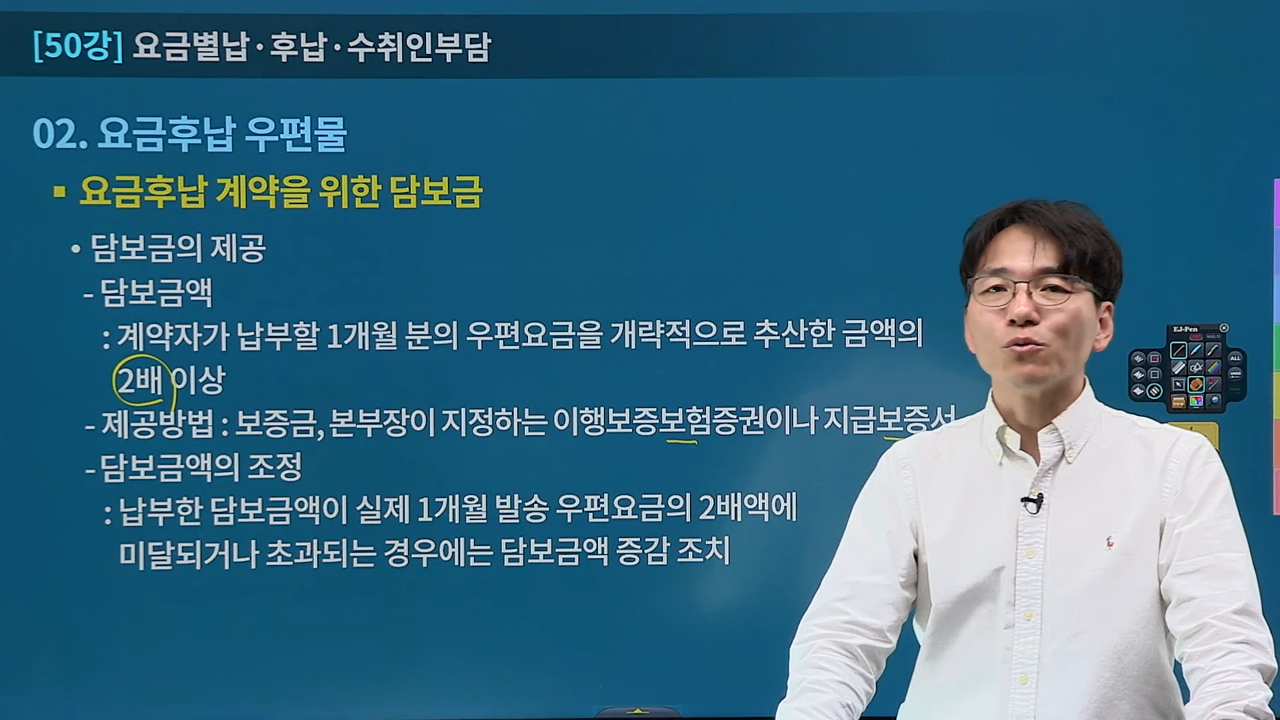 [50강] 요금별납·후납·수취인부담
02. 요금후납 우편물
▪ 요금후납 계약을 위한 담보금
• 담보금의 제공
- 담보금액
: 계약자가 납부할 1개월 분의 우편요금을 개략적으로 추산한 금액의
2배 이상
- 제공방법 : 보증금, 본부장이 지정하는 이행보증보험증권이나 지급보증서
- 담보금액의 조정
: 납부한 담보금액이 실제 1개월 발송 우편요금의 2배액에
미달되거나 초과되는 경우에는 담보금액 증감 조치
EJ-Pen
ALL